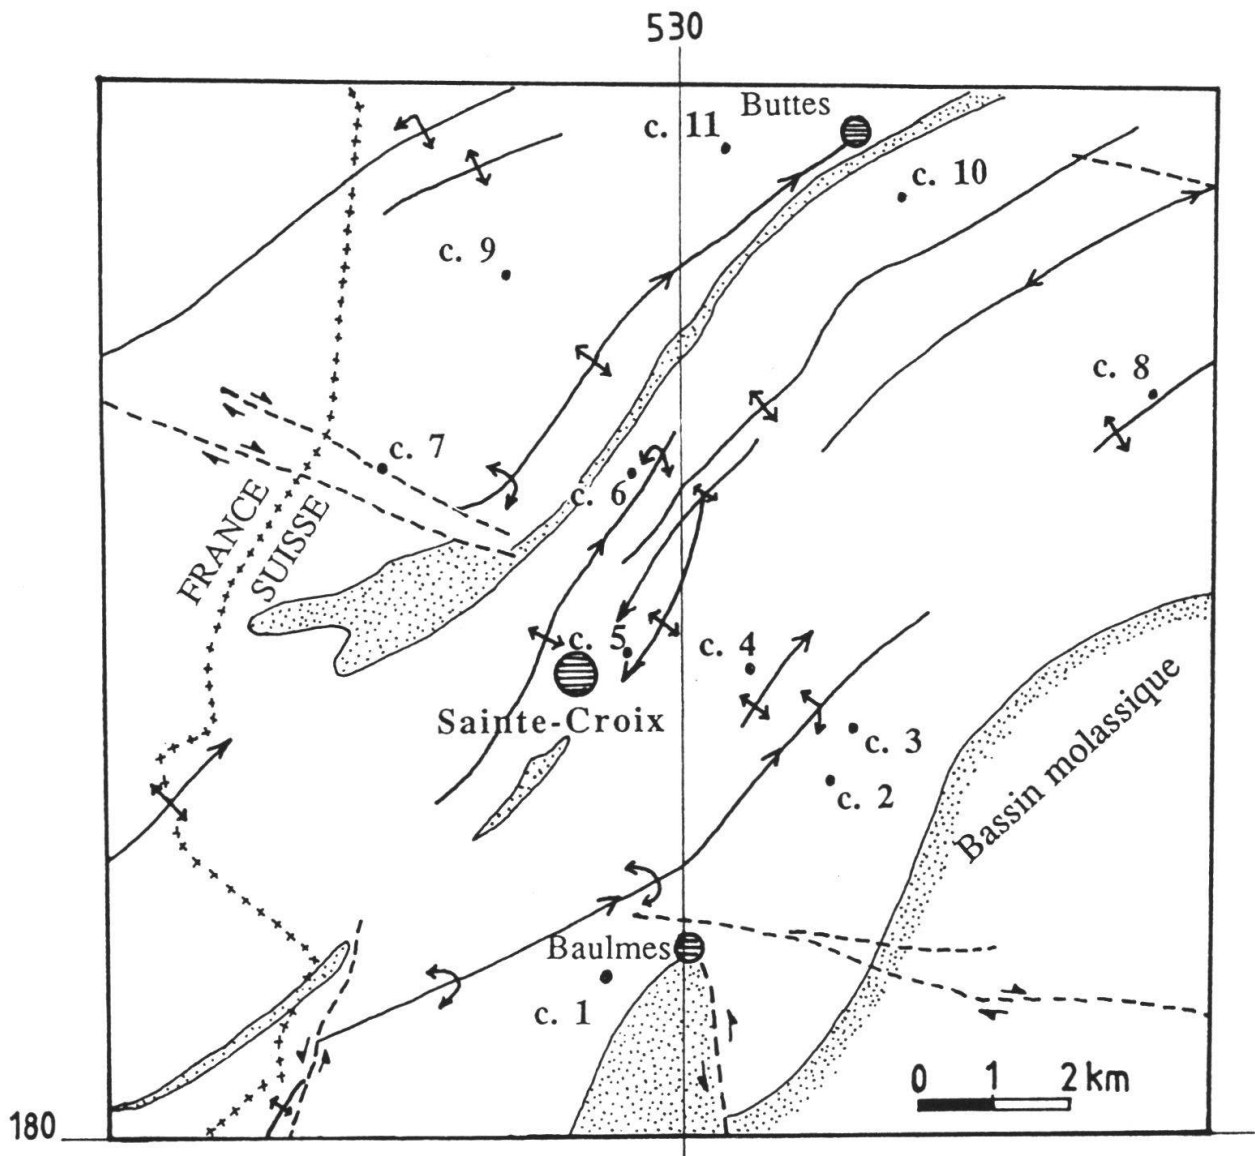 530
Buttes
c. 11
c. 10
c. 9
c. 8
c. 7
c. 6
FRANCE
SUISSE
c. 5
c. 4
Sainte-Croix
c. 3
c. 2
Bassin molassique
Baulmes
c. 1
0 1 2 km
180